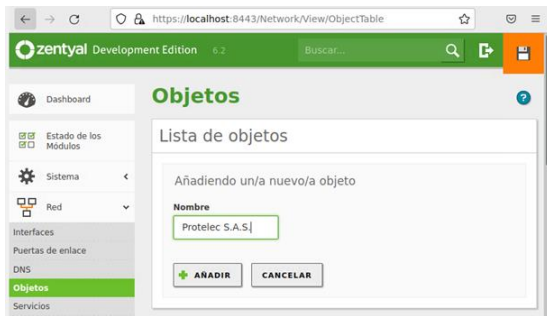 https://localhost:8443/Network/View/ObjectTable
zentyal Development Edition 6.2 Buscar...
Dashboard
Estado de los Módulos
Sistema
Red
Interfaces
Puertas de enlace
DNS
Objetos
Servicios
Objetos
Lista de objetos
Añadiendo un/a nuevo/a objeto
Nombre
Protelec S.A.S.
AÑADIR CANCELAR